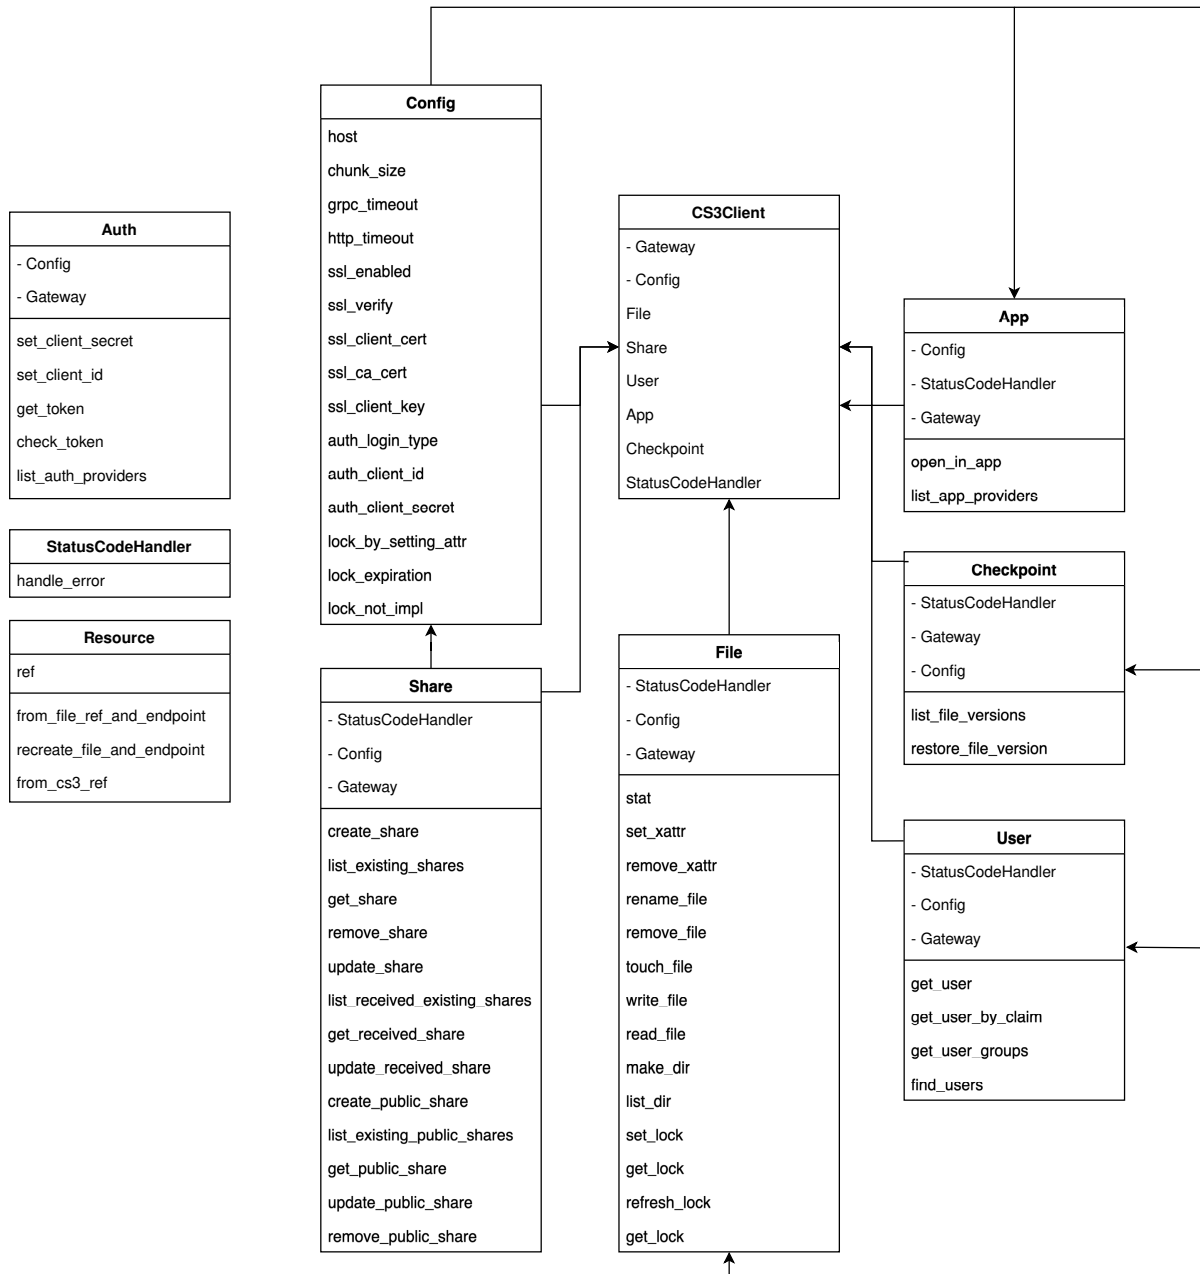 Auth
- Config
- Gateway
set_client_secret
set_client_id
get_token
check_token
list_auth_providers
StatusCodeHandler
handle_error
Resource
ref
from_file_ref_and_endpoint
recreate_file_and_endpoint
from_cs3_ref
Config
host
chunk_size
grpc_timeout
http_timeout
ssl_enabled
ssl_verify
ssl_client_cert
ssl_ca_cert
ssl_client_key
auth_login_type
auth_client_id
auth_client_secret
lock_by_setting_attr
lock_expiration
lock_not_impl
Share
- StatusCodeHandler
- Config
- Gateway
create_share
list_existing_shares
get_share
remove_share
update_share
list_received_existing_shares
get_received_share
update_received_share
create_public_share
list_existing_public_shares
get_public_share
update_public_share
remove_public_share
CS3Client
- Gateway
- Config
File
Share
User
App
Checkpoint
StatusCodeHandler
File
- StatusCodeHandler
- Config
- Gateway
stat
set_xattr
remove_xattr
rename_file
remove_file
touch_file
write_file
read_file
make_dir
list_dir
set_lock
get_lock
refresh_lock
get_lock
App
- Config
- StatusCodeHandler
- Gateway
open_in_app
list_app_providers
Checkpoint
- StatusCodeHandler
- Gateway
- Config
list_file_versions
restore_file_version
User
- StatusCodeHandler
- Config
- Gateway
get_user
get_user_by_claim
get_user_groups
find_users